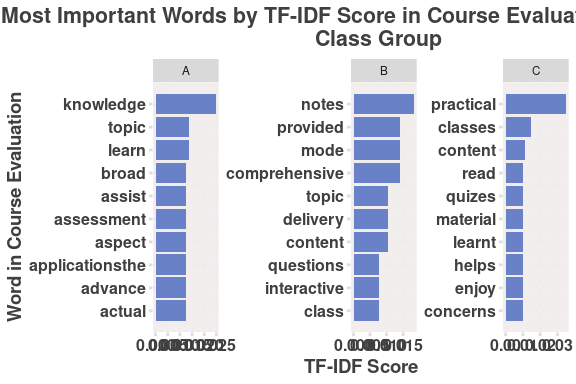 Most Important Words by TF-IDF Score in Course Evalua
Class Group
A
B
C
Word in Course Evaluation
knowledge
topic
learn
broad
assist
assessment
aspect
applicationsthe
advance
actual
notes
provided
mode
comprehensive
topic
delivery
content
questions
interactive
class
practical
classes
content
read
quizes
material
learnt
helps
enjoy
concerns
TF-IDF Score